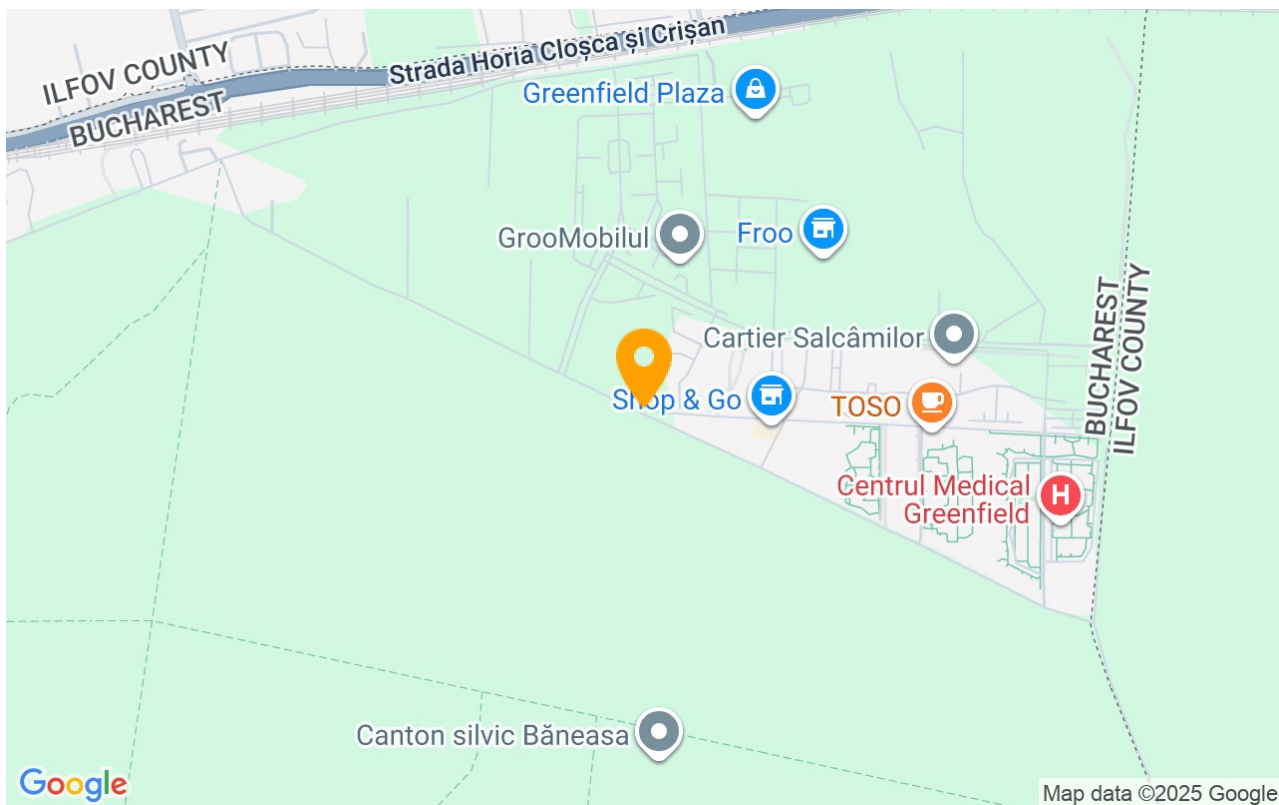 Strada Horia Cloșca și Crișan
ILFOV COUNTY
BUCHAREST
Greenfield Plaza
GrooMobilul
Froo
BUCHAREST
ILFOV COUNTY
Cartier Salcâmilor
Shop & Go
TOSO
Centrul Medical
Greenfield
H
Canton silvic Băneasa
Google
Map data ©2025 Google